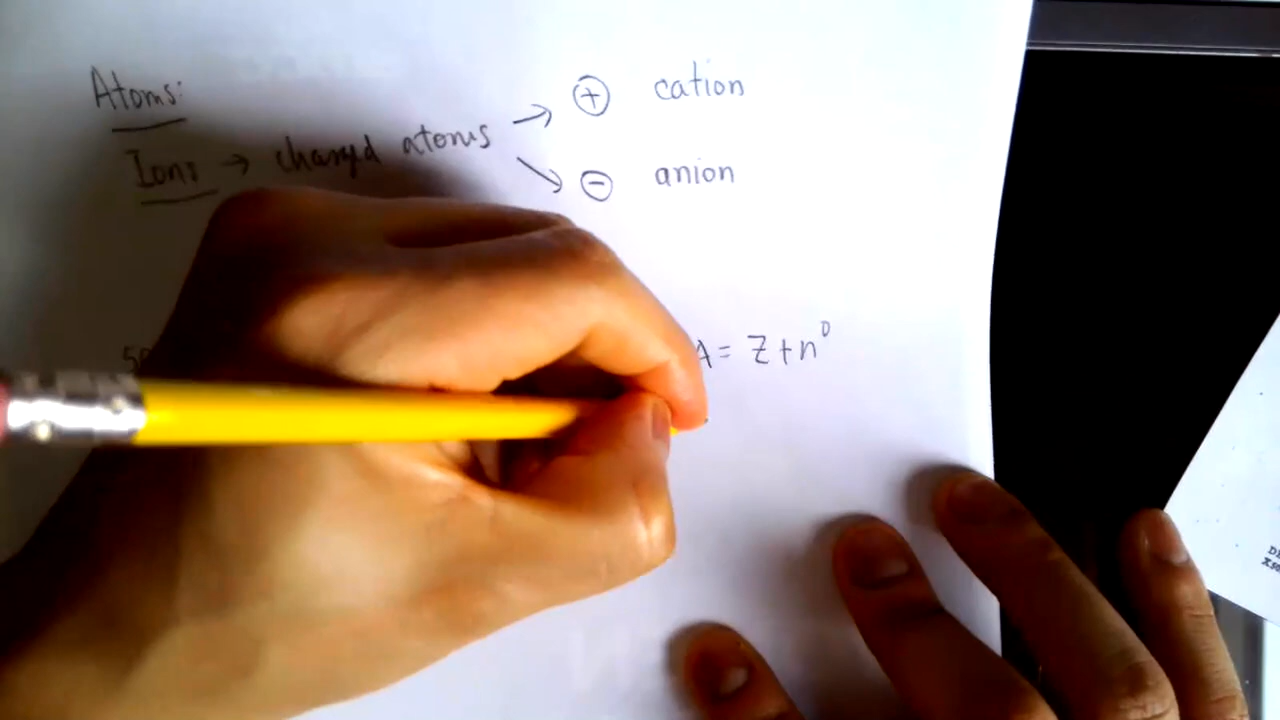 Atoms:
Ions → charged atoms → ⊕ cation
↘ ⊖ anion
A = Z + n⁰